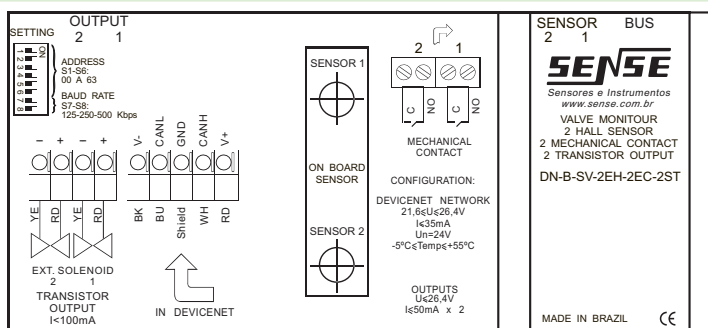 OUTPUT
SETTING 2 1
ON
1 2 3 4 5 6 7 8
ADDRESS
S1-S6:
00 A 63
BAUD RATE
S7-S8:
125-250-500 Kbps
– + – +
V- CANL GND CANH V+
YE RD YE RD
BK BU Shield WH RD
EXT. SOLENOID
2 1
TRANSISTOR
OUTPUT
I<100mA
IN DEVICENET
SENSOR 1
ON BOARD
SENSOR
SENSOR 2
2 1
C NO C NO
MECHANICAL
CONTACT
CONFIGURATION:
DEVICENET NETWORK
21,6≤U≤26,4V
I≤35mA
Un=24V
-5ºC≤Temp≤+55ºC
OUTPUTS
U≤26,4V
I≤50mA x 2
SENSOR BUS
2 1
SENSE
Sensores e Instrumentos
www.sense.com.br
VALVE MONITOUR
2 HALL SENSOR
2 MECHANICAL CONTACT
2 TRANSISTOR OUTPUT
DN-B-SV-2EH-2EC-2ST
MADE IN BRAZIL CE